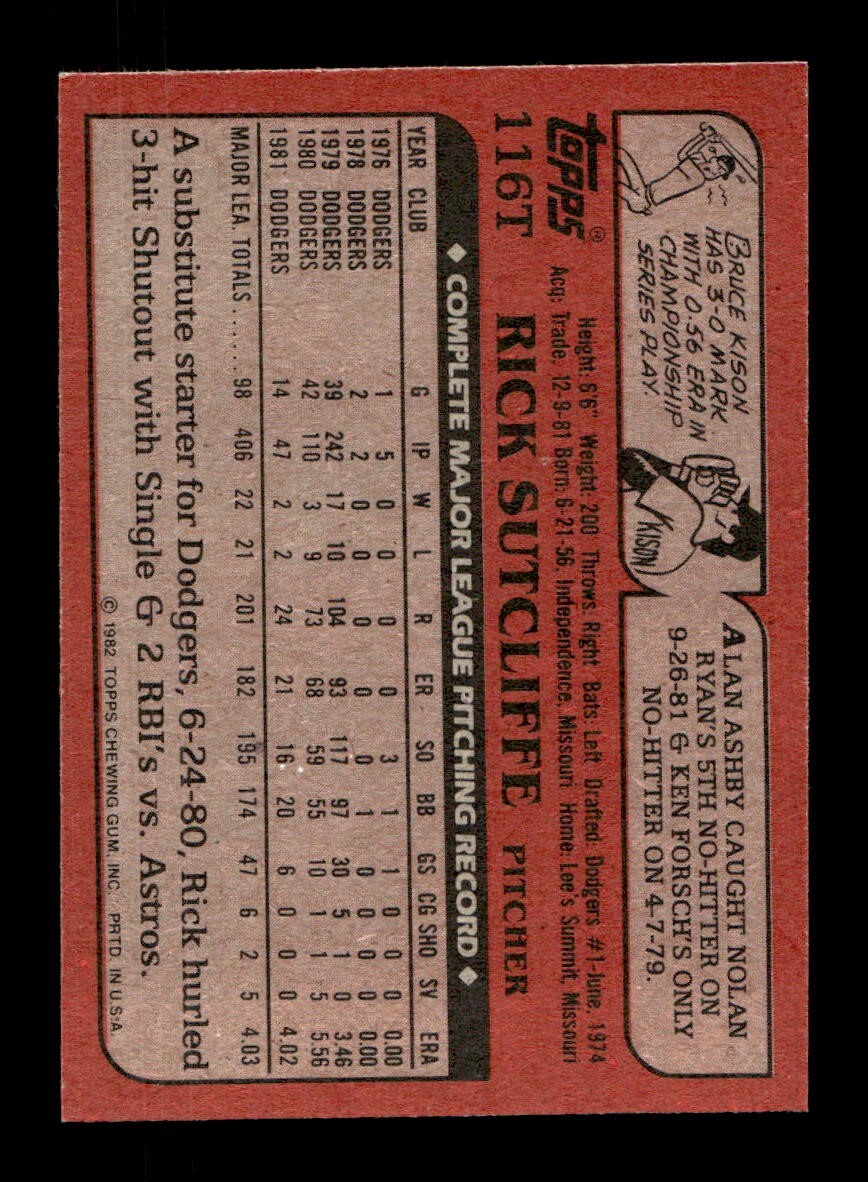 BRUCE KISON
HAS 3-0 MARK
WITH 0.56 ERA IN
CHAMPIONSHIP
SERIES PLAY.
KISON
ALAN ASHBY CAUGHT NOLAN
RYAN'S 5TH NO-HITTER ON
9-26-81 & KEN FORSCH'S ONLY
NO-HITTER ON 4-7-79.
Topps®
Height: 6'6" Weight: 200 Throws: Right Bats: Left Drafted: Dodgers #1-June, 1974
Acq: Trade, 12-9-81 Born: 6-21-56, Independence, Missouri Home: Lee's Summit, Missouri
116T RICK SUTCLIFFE PITCHER
◆ COMPLETE MAJOR LEAGUE PITCHING RECORD ◆
YEAR CLUB G IP W L R ER SO BB GS CG SHO SV ERA
1976 DODGERS 1 5 0 0 0 0 3 1 1 0 0 0 0.00
1978 DODGERS 2 2 0 0 0 0 0 1 0 0 0 0 0.00
1979 DODGERS 39 242 17 10 104 93 117 97 30 5 1 0 3.46
1980 DODGERS 42 110 3 9 73 68 59 55 10 1 1 5 5.56
1981 DODGERS 14 47 2 2 24 21 16 20 6 0 0 0 4.02
MAJOR LEA. TOTALS...... 98 406 22 21 201 182 195 174 47 6 2 5 4.03
A substitute starter for Dodgers, 6-24-80, Rick hurled
3-hit Shutout with Single & 2 RBI's vs. Astros.
© 1982 TOPPS CHEWING GUM, INC. PRTD. IN U.S.A.